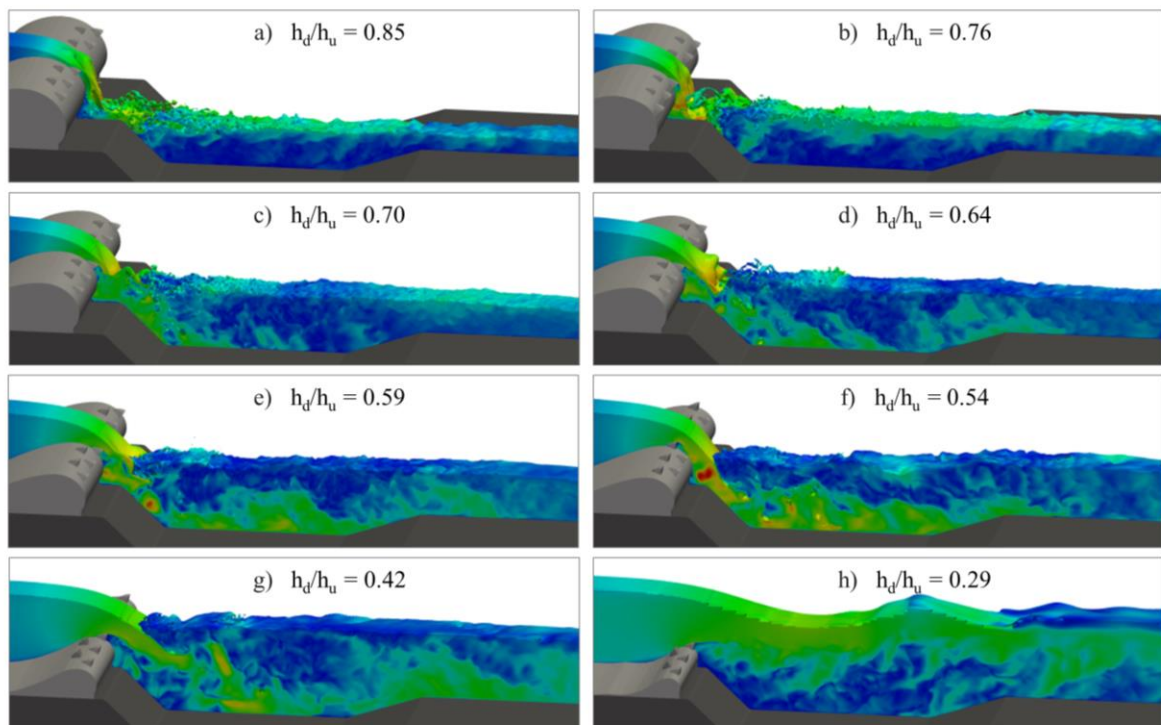 a) h_d/h_u = 0.85
b) h_d/h_u = 0.76
c) h_d/h_u = 0.70
d) h_d/h_u = 0.64
e) h_d/h_u = 0.59
f) h_d/h_u = 0.54
g) h_d/h_u = 0.42
h) h_d/h_u = 0.29